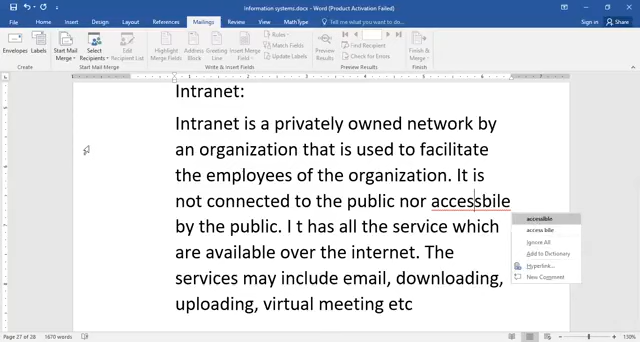 Information systems.docx - Word (Product Activation Failed)
File Home Insert Design Layout References Mailings Review View Tell me what you want to do... Sign in Share
Envelopes Labels
Create
Start Mail Merge Select Recipients Edit Recipient List
Start Mail Merge
Highlight Merge Fields Address Block Greeting Line Insert Merge Field
Rules
Match Fields
Update Labels
Write & Insert Fields
Preview Results
Find Recipient
Check for Errors
Preview Results
Finish & Merge
Finish
Intranet:
Intranet is a privately owned network by
an organization that is used to facilitate
the employees of the organization. It is
not connected to the public nor accessbile
by the public. I t has all the service which
are available over the internet. The
services may include email, downloading,
uploading, virtual meeting etc
accessible
access bile
Ignore All
Add to Dictionary
Hyperlink...
New Comment
Page 27 of 28 1670 words 130%